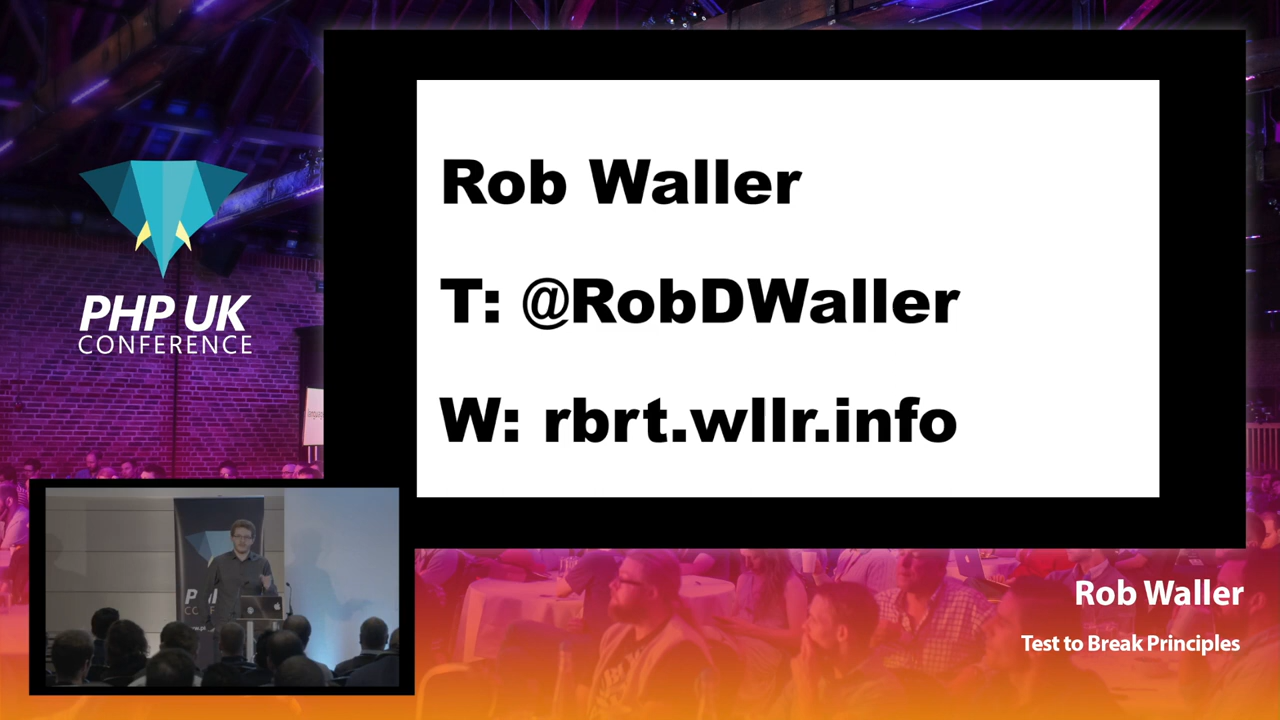 PHP UK
CONFERENCE
Rob Waller
T: @RobDWaller
W: rbrt.wllr.info
Rob Waller
Test to Break Principles